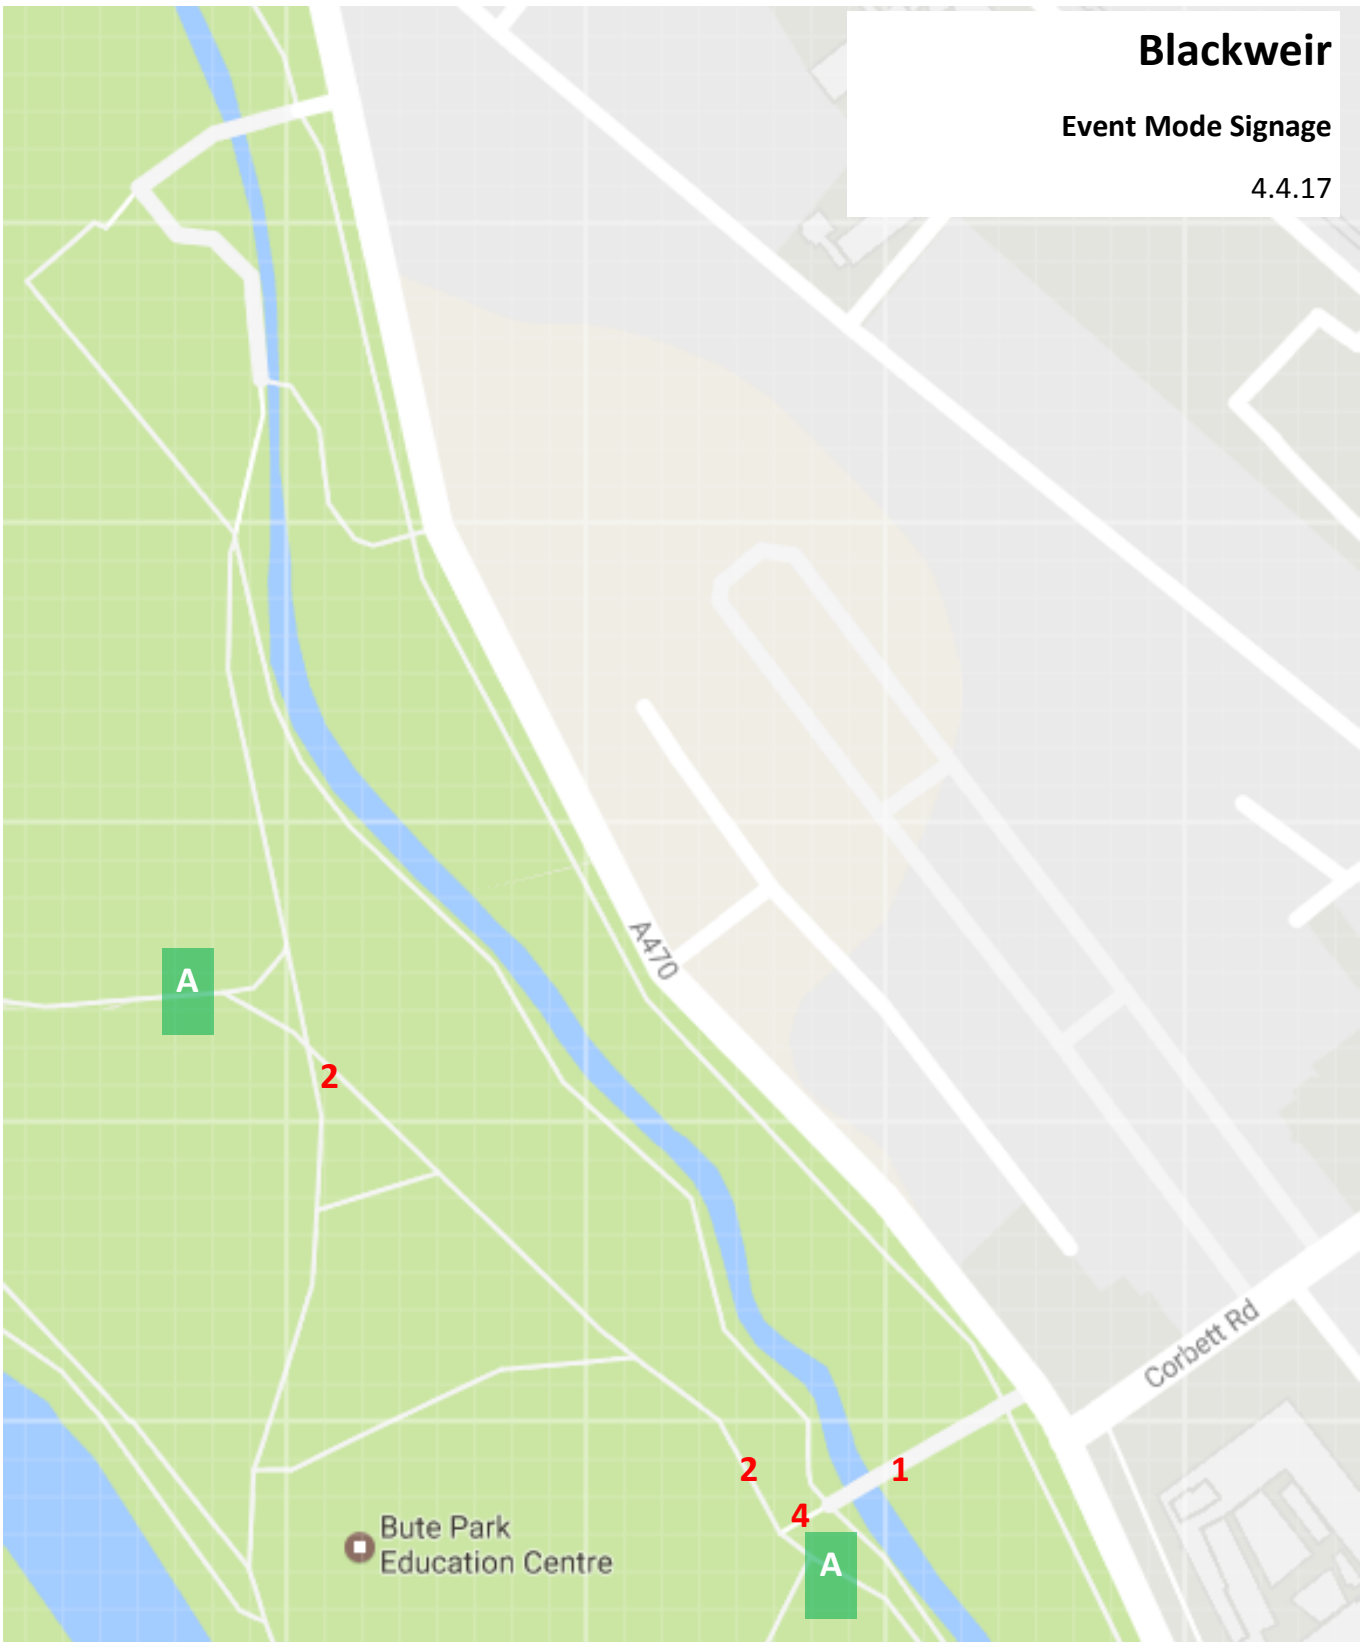 Blackweir
Event Mode Signage
4.4.17
A470
A
2
Corbett Rd
2
1
4
Bute Park
Education Centre
A